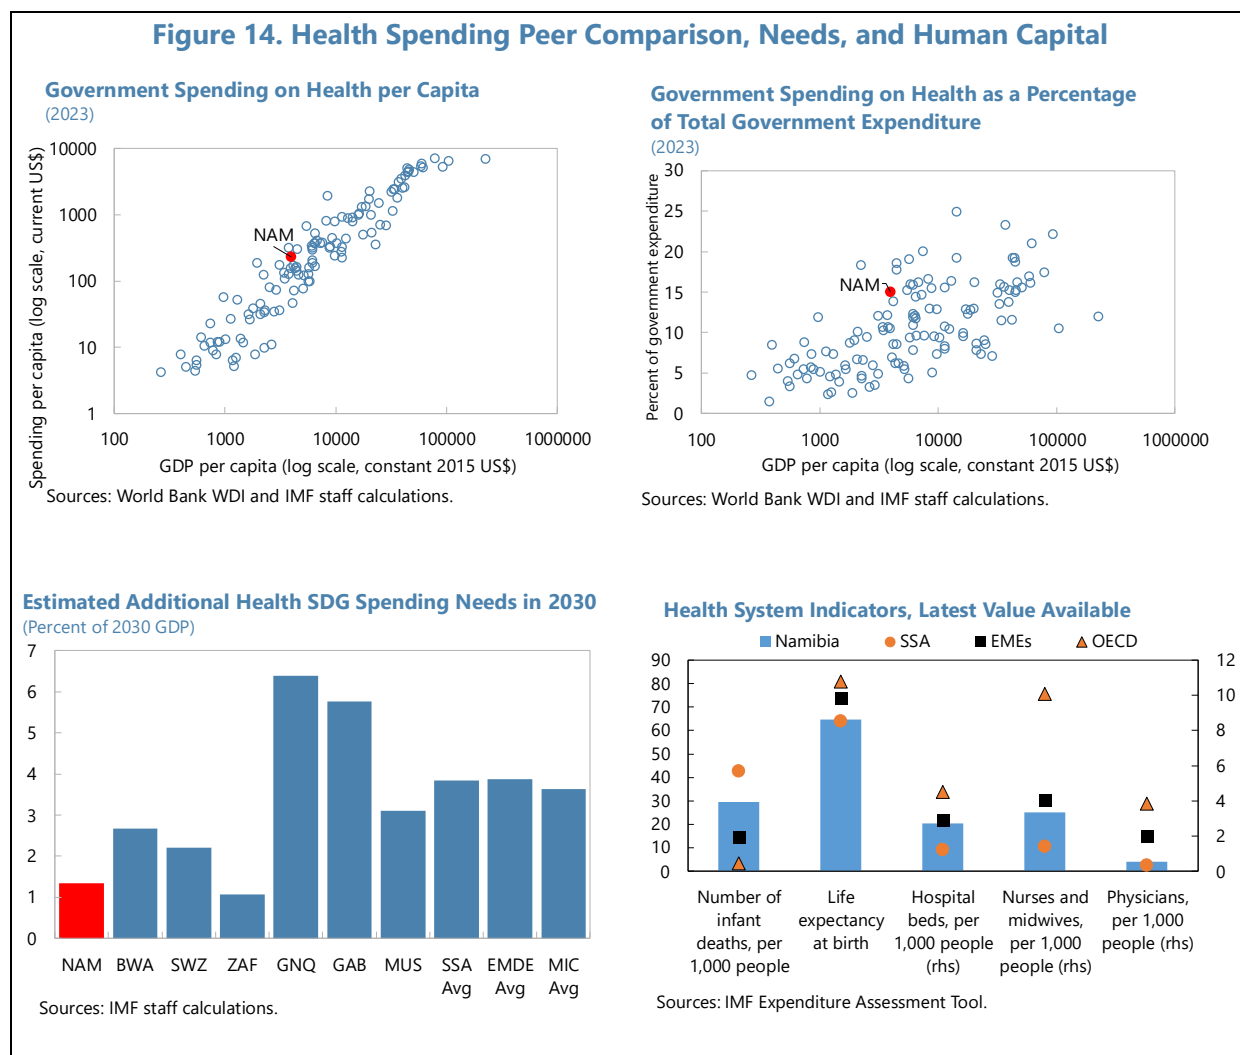 Figure 14. Health Spending Peer Comparison, Needs, and Human Capital
Government Spending on Health per Capita
(2023)
Spending per capita (log scale, current US$)
10000
1000
100
10
1
NAM
100 1000 10000 100000 1000000
GDP per capita (log scale, constant 2015 US$)
Sources: World Bank WDI and IMF staff calculations.
Government Spending on Health as a Percentage
of Total Government Expenditure
(2023)
Percent of government expenditure
30
25
20
15
10
5
0
NAM
100 1000 10000 100000 1000000
GDP per capita (log scale, constant 2015 US$)
Sources: World Bank WDI and IMF staff calculations.
Estimated Additional Health SDG Spending Needs in 2030
(Percent of 2030 GDP)
7
6
5
4
3
2
1
0
NAM BWA SWZ ZAF GNQ GAB MUS SSA EMDE MIC
Avg Avg Avg
Sources: IMF staff calculations.
Health System Indicators, Latest Value Available
Namibia SSA EMEs OECD
90
80
70
60
50
40
30
20
10
0
12
10
8
6
4
2
0
Number of
infant
deaths, per
1,000 people
Life
expectancy
at birth
Hospital
beds, per
1,000 people
(rhs)
Nurses and
midwives,
per 1,000
people (rhs)
Physicians,
per 1,000
people (rhs)
Sources: IMF Expenditure Assessment Tool.